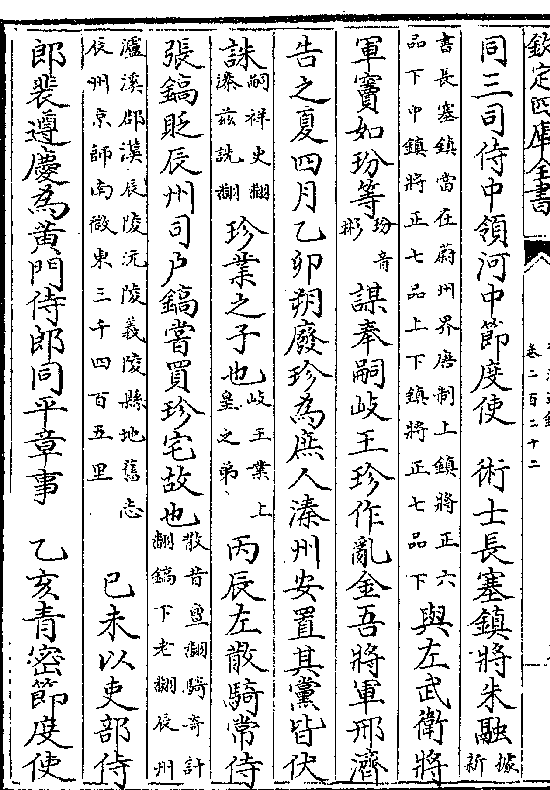 欽定四庫全書
卷二百二十二
同三司侍中領河中節度使 術士長塞鎮將朱融據新
書長塞鎮當在蔚州界唐制上鎮將正六
品下中鎮將正七品上下鎮將正七品下
與左武衛將
軍竇如玢等玢音彬謀奉嗣岐王珍作亂金吾將軍邢濟
告之夏四月乙卯朔廢珍為庶人溱州安置其黨皆伏
誅嗣祥史翻溱兹詵翻珍業之子也岐王業上皇之弟 丙辰左散騎常侍
張鎬貶辰州司戶鎬嘗買珍宅故也散昔亶翻騎奇計翻鎬下老翻辰州
瀘溪郡漢辰陵沅陵義陵縣地舊志
辰州京師南微東三千四百五里
己未以吏部侍
郎裴遵慶為黃門侍郎同平章事 乙亥青密節度使